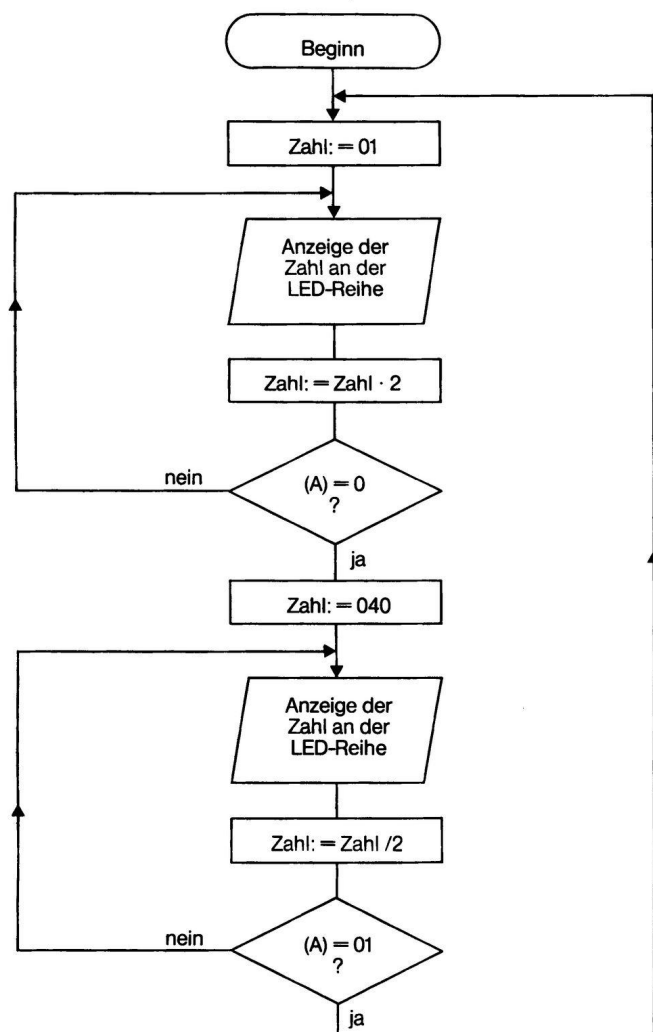 Beginn
Zahl: = 01
Anzeige der
Zahl an der
LED-Reihe
Zahl: = Zahl · 2
nein
(A) = 0
?
ja
Zahl: = 040
Anzeige der
Zahl an der
LED-Reihe
Zahl: = Zahl /2
nein
(A) = 01
?
ja